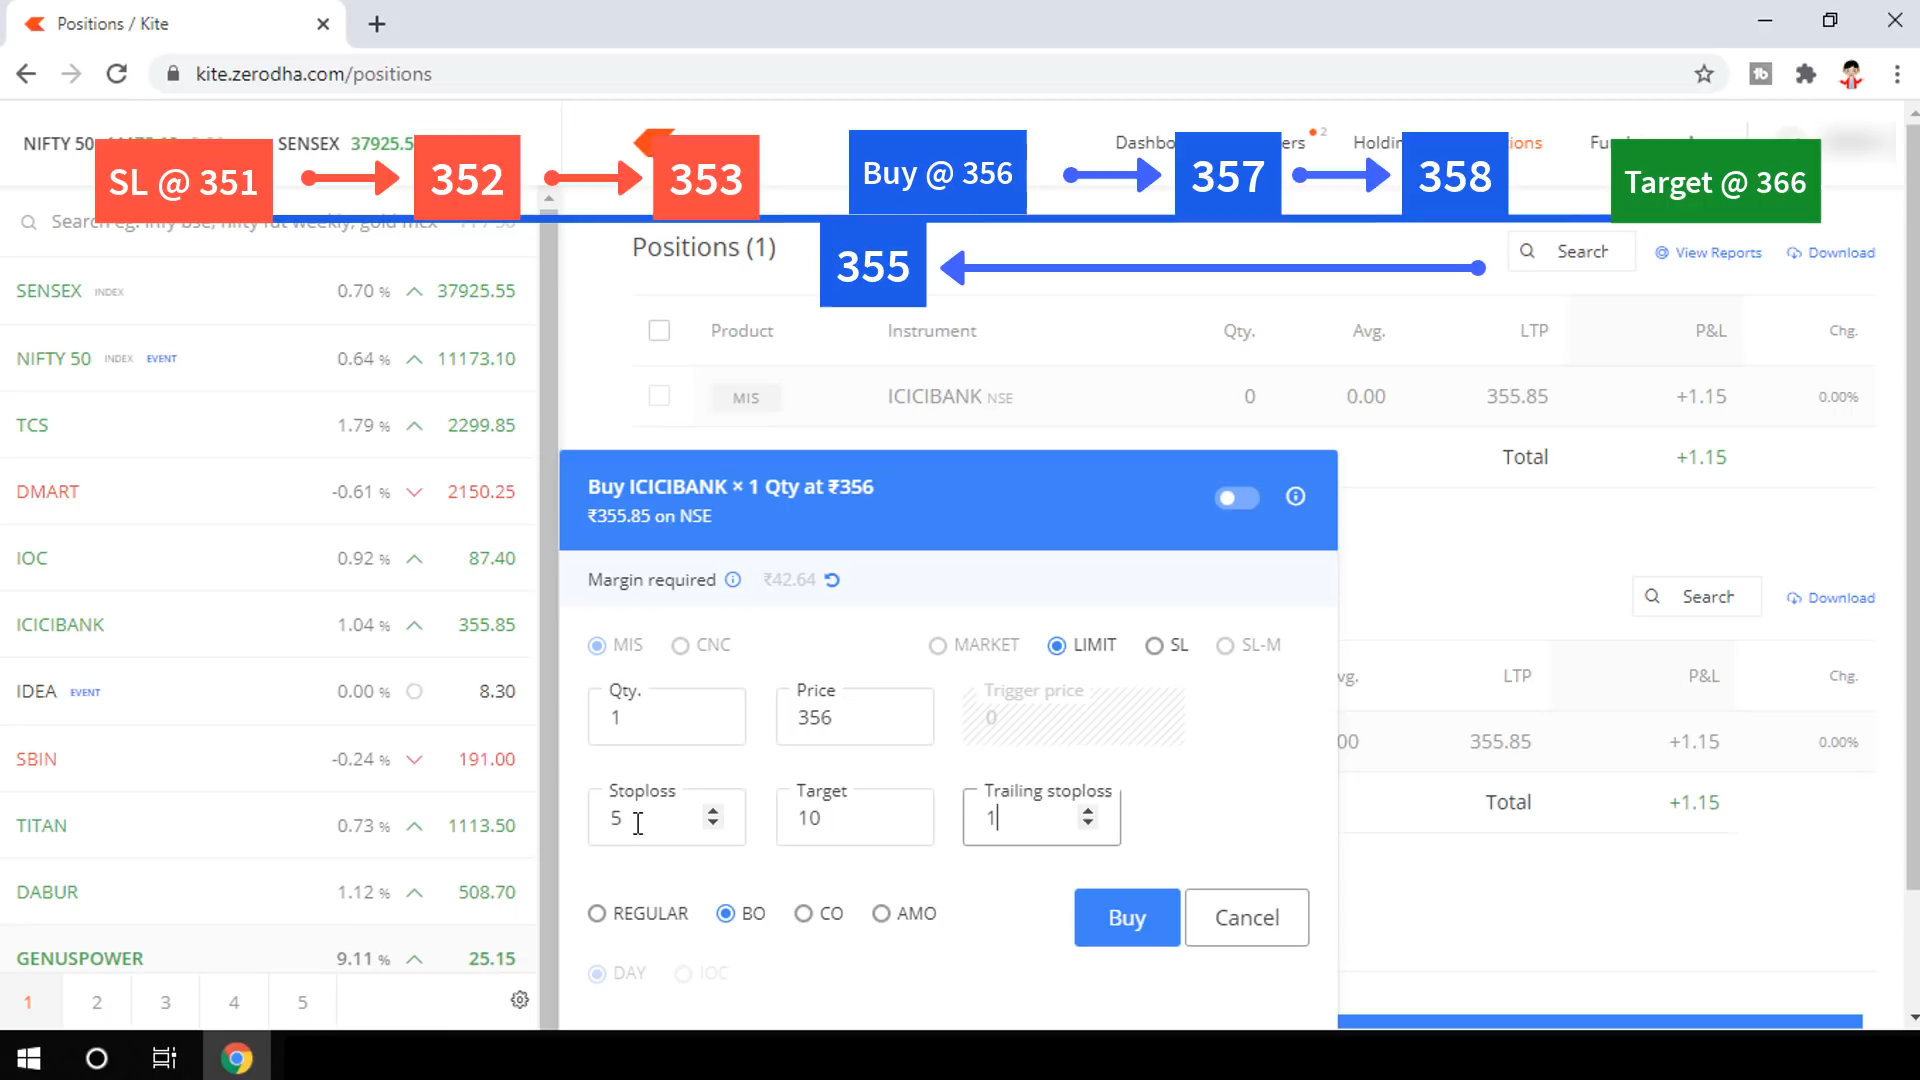 Positions / Kite
kite.zerodha.com/positions
NIFTY 50
SENSEX 37925.5
SL @ 351
352
353
Buy @ 356
357
358
Target @ 366
355
Dashbo
ers 2
Holdin
ions
Fu
Positions (1)
Search
View Reports
Download
SENSEX INDEX 0.70 % 37925.55
NIFTY 50 INDEX EVENT 0.64 % 11173.10
TCS 1.79 % 2299.85
DMART -0.61 % 2150.25
IOC 0.92 % 87.40
ICICIBANK 1.04 % 355.85
IDEA EVENT 0.00 % 8.30
SBIN -0.24 % 191.00
TITAN 0.73 % 1113.50
DABUR 1.12 % 508.70
GENUSPOWER 9.11 % 25.15
1 2 3 4 5
Product Instrument Qty. Avg. LTP P&L Chg.
MIS ICICIBANK NSE 0 0.00 355.85 +1.15 0.00%
Total +1.15
Buy ICICIBANK × 1 Qty at ₹356
₹355.85 on NSE
Margin required ₹42.64
MIS CNC MARKET LIMIT SL SL-M
Qty. Price Trigger price
1 356 0
Stoploss Target Trailing stoploss
5 10 1
REGULAR BO CO AMO
Buy Cancel
DAY IOC
Search Download
vg. LTP P&L Chg.
00 355.85 +1.15 0.00%
Total +1.15